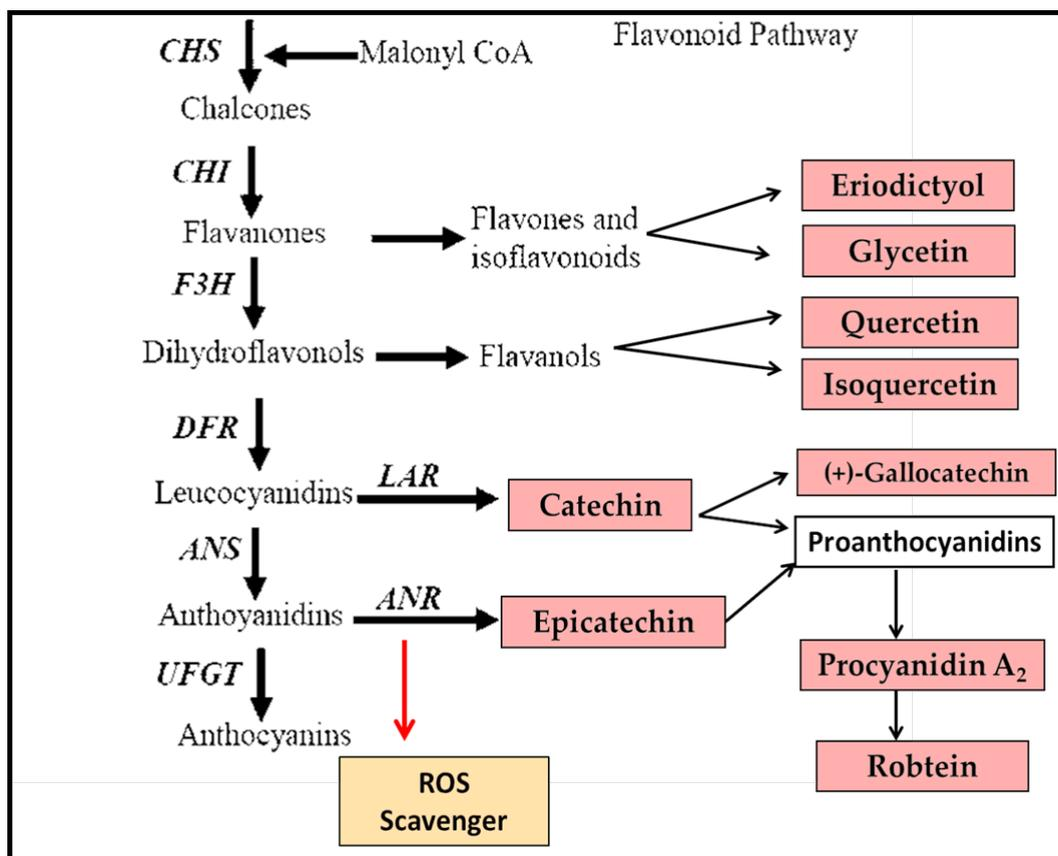 Flavonoid Pathway
CHS
Malonyl CoA
Chalcones
CHI
Flavanones
Flavones and
isoflavonoids
Eriodictyol
Glycetin
F3H
Dihydroflavonols
Flavanols
Quercetin
Isoquercetin
DFR
Leucocyanidins
LAR
Catechin
(+)-Gallocatechin
Proanthocyanidins
ANS
Anthoyanidins
ANR
Epicatechin
Procyanidin A₂
UFGT
Anthocyanins
Robtein
ROS
Scavenger